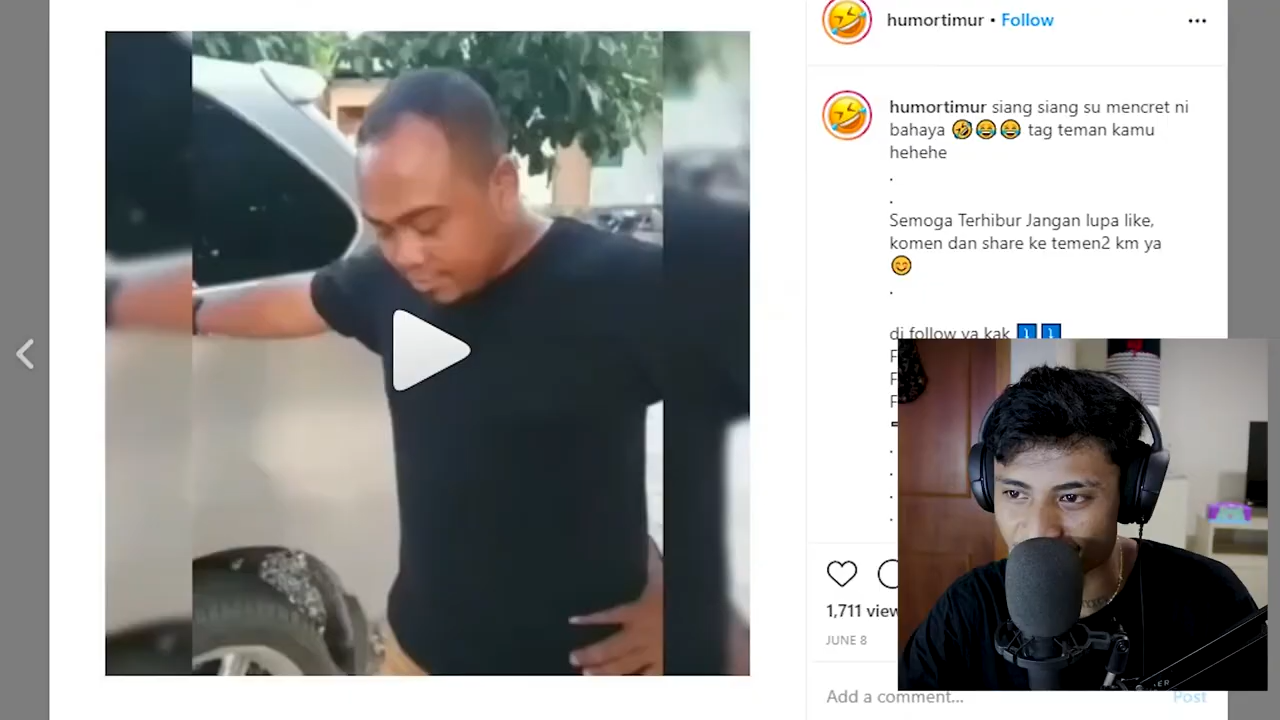 humortimur • Follow
humortimur siang siang su mencret ni
bahaya 🤣😂😂 tag teman kamu
hehehe
.
.
Semoga Terhibur Jangan lupa like,
komen dan share ke temen2 km ya
😊
.
di follow ya kak
.
.
.
.
1,711 view
JUNE 8
Add a comment...
Post